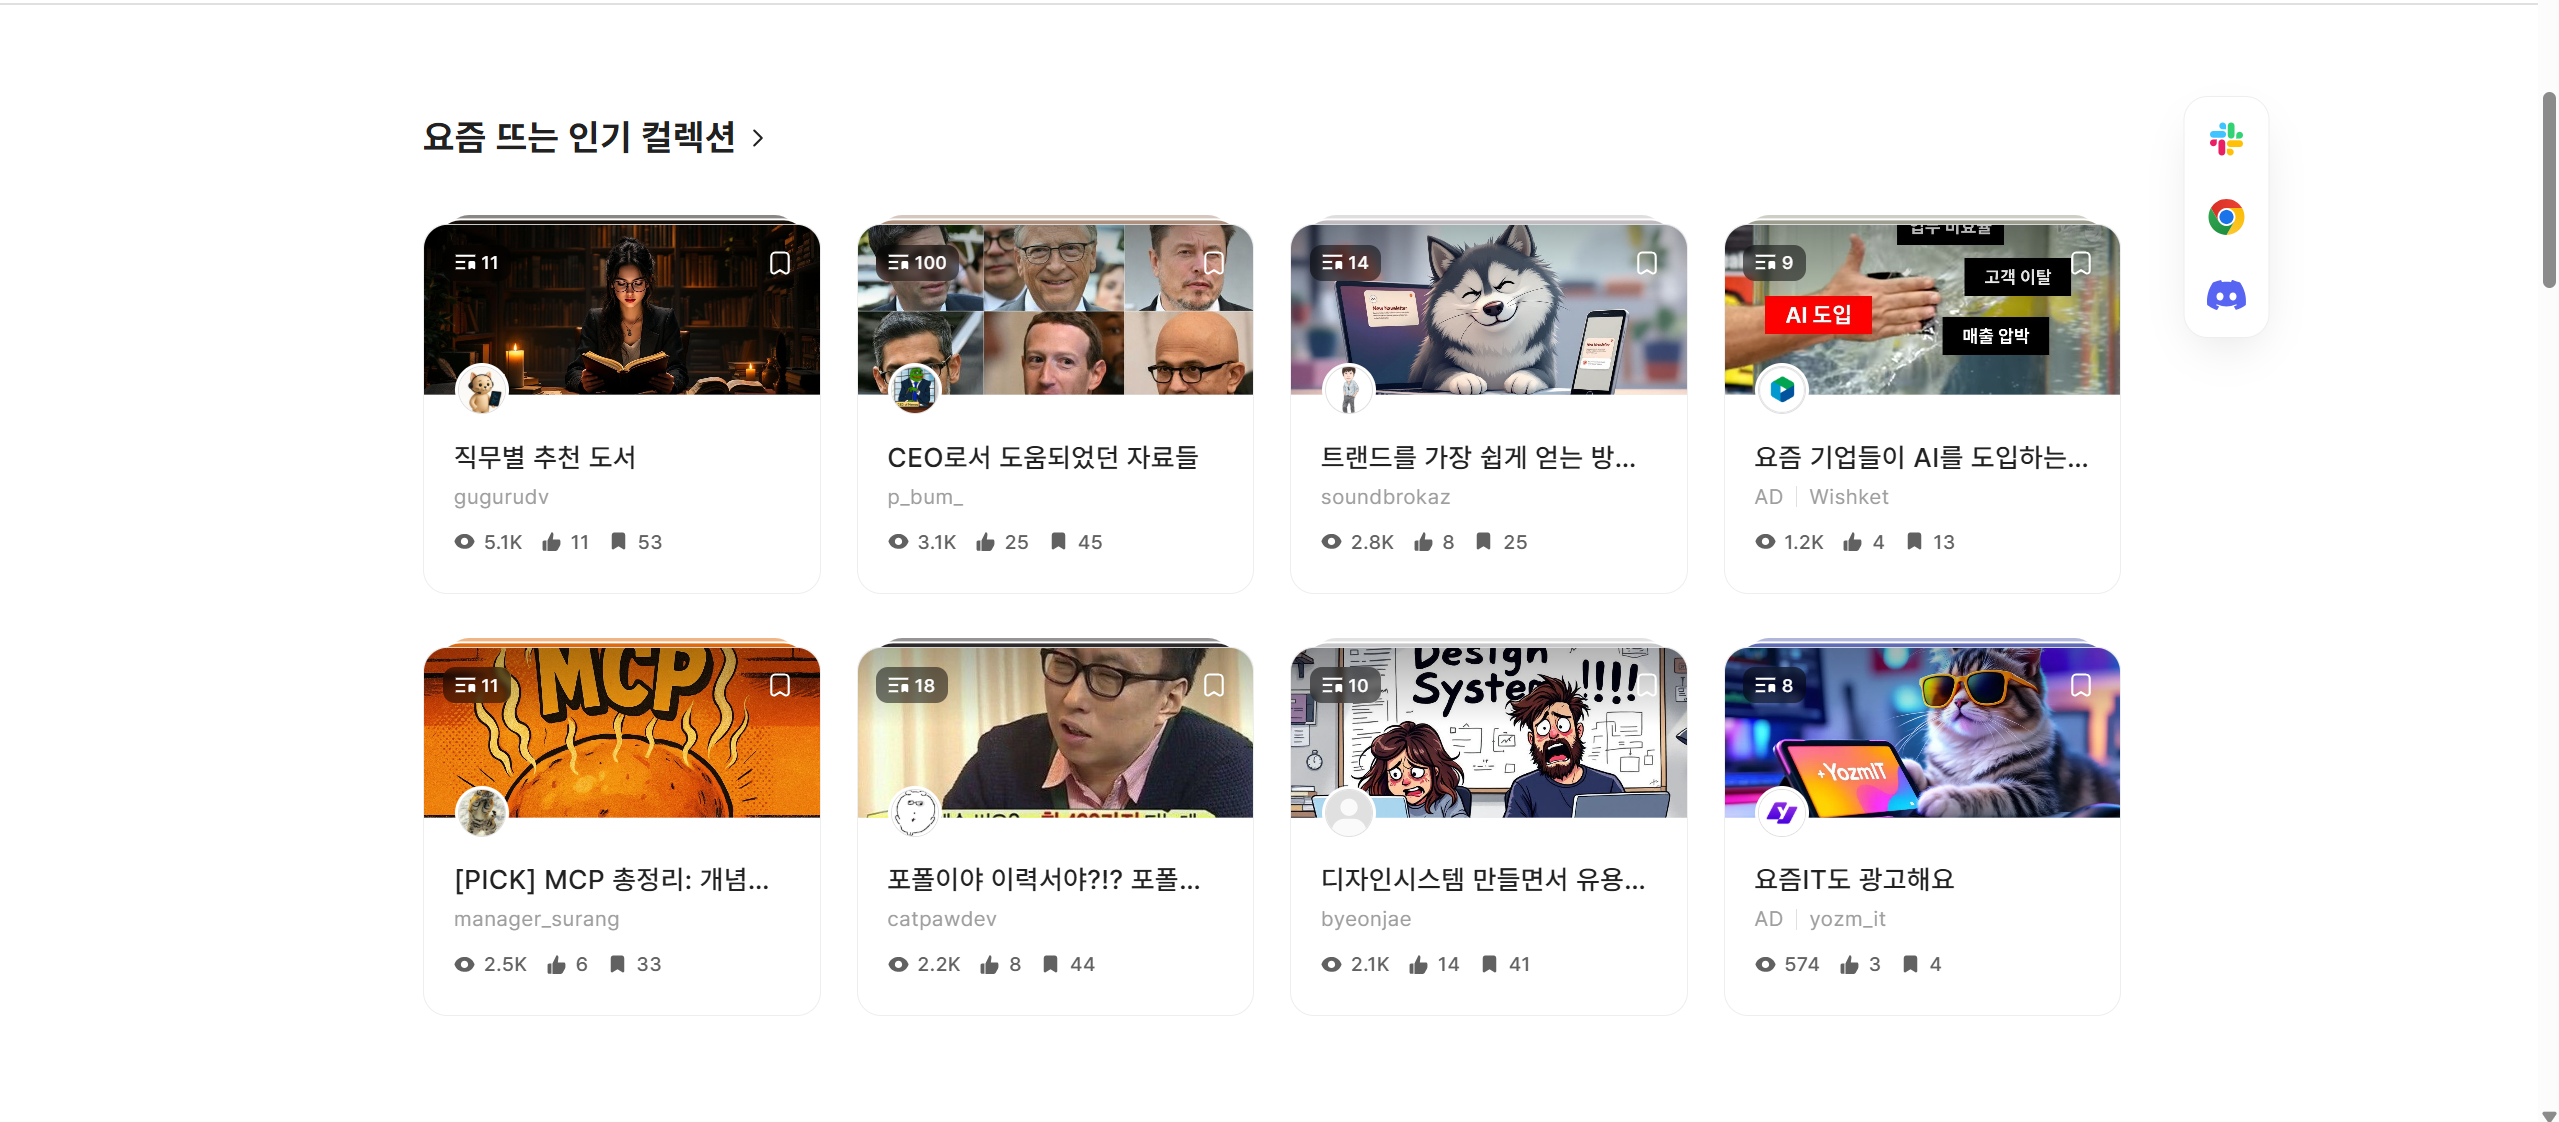 요즘 뜨는 인기 컬렉션
11
직무별 추천 도서
gugurudv
5.1K 11 53
100
CEO로서 도움되었던 자료들
p_bum_
3.1K 25 45
14
트랜드를 가장 쉽게 얻는 방...
soundbrokaz
2.8K 8 25
9
고객 이탈
AI 도입
매출 압박
요즘 기업들이 AI를 도입하는...
AD Wishket
1.2K 4 13
11
MCP
[PICK] MCP 총정리: 개념...
manager_surang
2.5K 6 33
18
포폴이야 이력서야?!? 포폴...
catpawdev
2.2K 8 44
10
Design
System !!!!
디자인시스템 만들면서 유용...
byeonjae
2.1K 14 41
8
+YozmIT
요즘IT도 광고해요
AD yozm_it
574 3 4